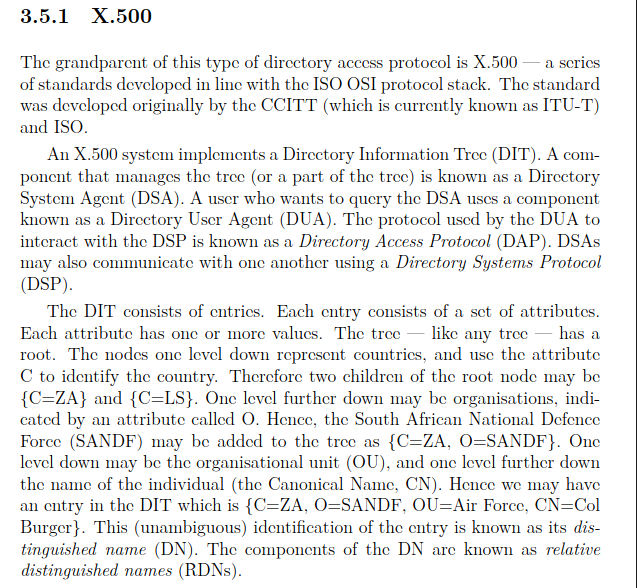 3.5.1 X.500
The grandparent of this type of directory access protocol is X.500 — a series
of standards developed in line with the ISO OSI protocol stack. The standard
was developed originally by the CCITT (which is currently known as ITU-T)
and ISO.
An X.500 system implements a Directory Information Tree (DIT). A com-
ponent that manages the tree (or a part of the tree) is known as a Directory
System Agent (DSA). A user who wants to query the DSA uses a component
known as a Directory User Agent (DUA). The protocol used by the DUA to
interact with the DSP is known as a Directory Access Protocol (DAP). DSAs
may also communicate with one another using a Directory Systems Protocol
(DSP).
The DIT consists of entries. Each entry consists of a set of attributes.
Each attribute has one or more values. The tree — like any tree — has a
root. The nodes one level down represent countries, and use the attribute
C to identify the country. Therefore two children of the root node may be
{C=ZA} and {C=LS}. One level further down may be organisations, indi-
cated by an attribute called O. Hence, the South African National Defence
Force (SANDF) may be added to the tree as {C=ZA, O=SANDF}. One
level down may be the organisational unit (OU), and one level further down
the name of the individual (the Canonical Name, CN). Hence we may have
an entry in the DIT which is {C=ZA, O=SANDF, OU=Air Force, CN=Col
Burger}. This (unambiguous) identification of the entry is known as its dis-
tinguished name (DN). The components of the DN are known as relative
distinguished names (RDNs).